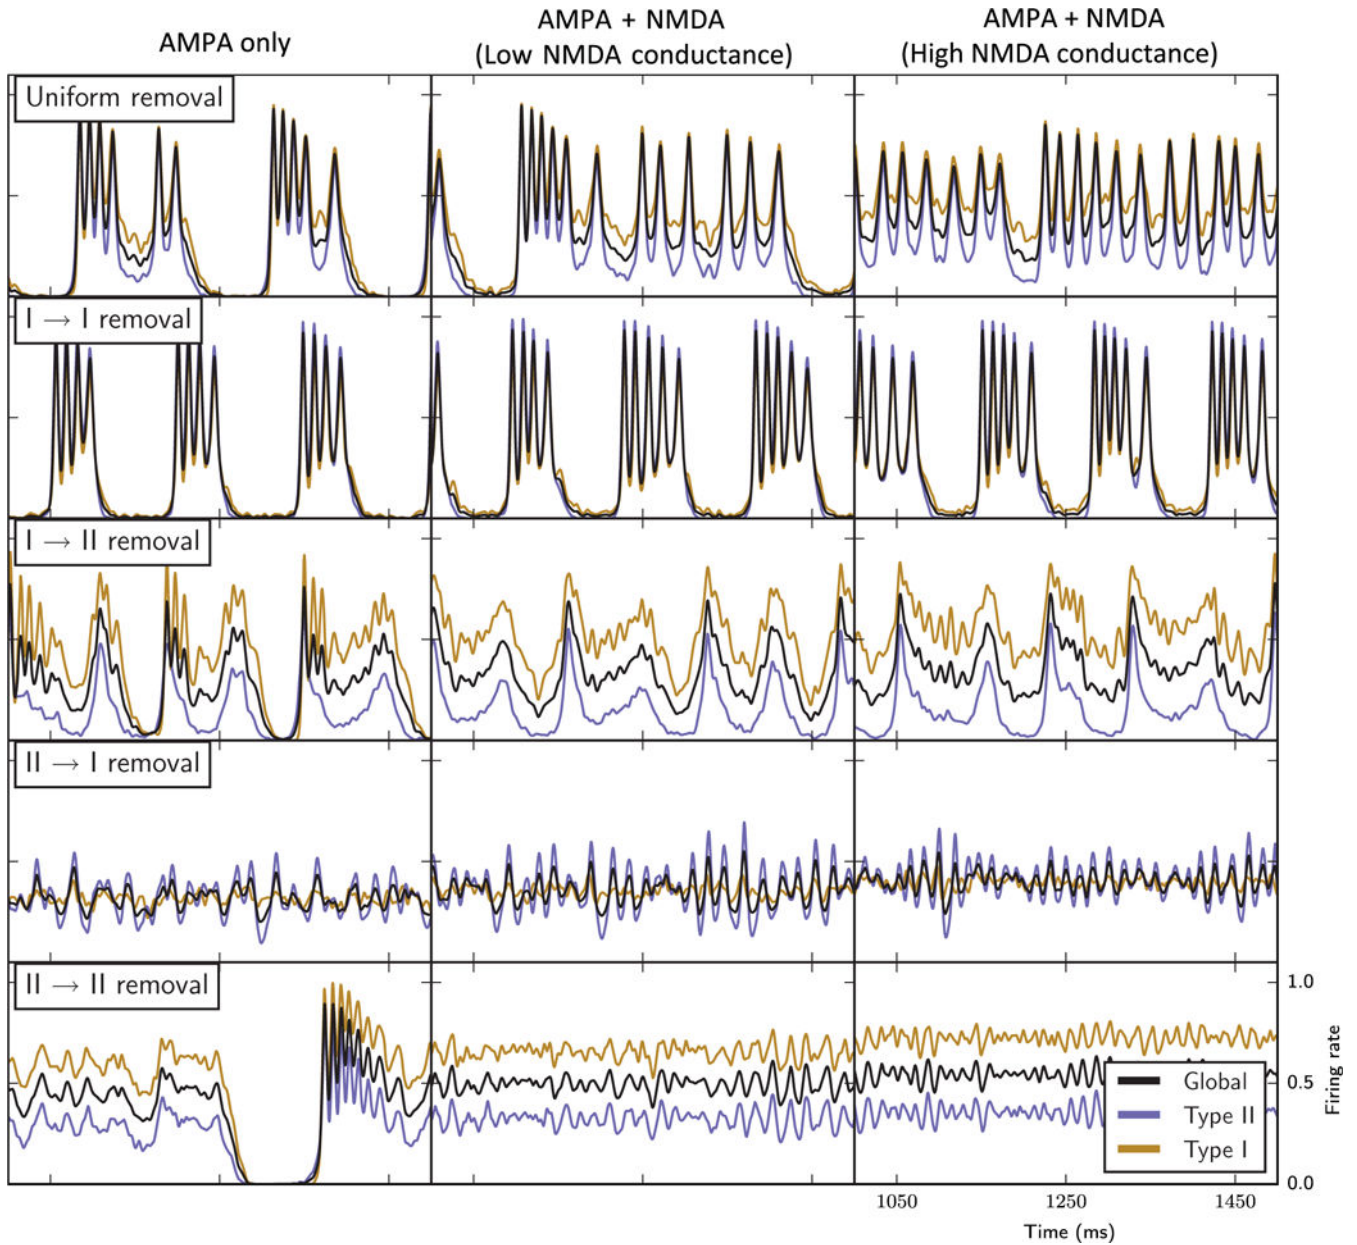 AMPA only
AMPA + NMDA
(Low NMDA conductance)
AMPA + NMDA
(High NMDA conductance)
Uniform removal
I → I removal
I → II removal
II → I removal
II → II removal
1.0
0.5
0.0
Firing rate
Global
Type II
Type I
1050
1250
1450
Time (ms)